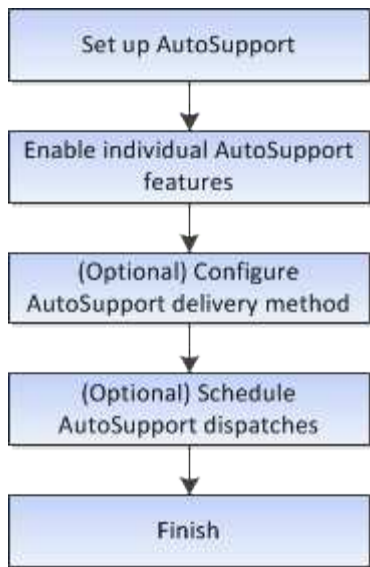 Set up AutoSupport
Enable individual AutoSupport
features
(Optional) Configure
AutoSupport delivery method
(Optional) Schedule
AutoSupport dispatches
Finish